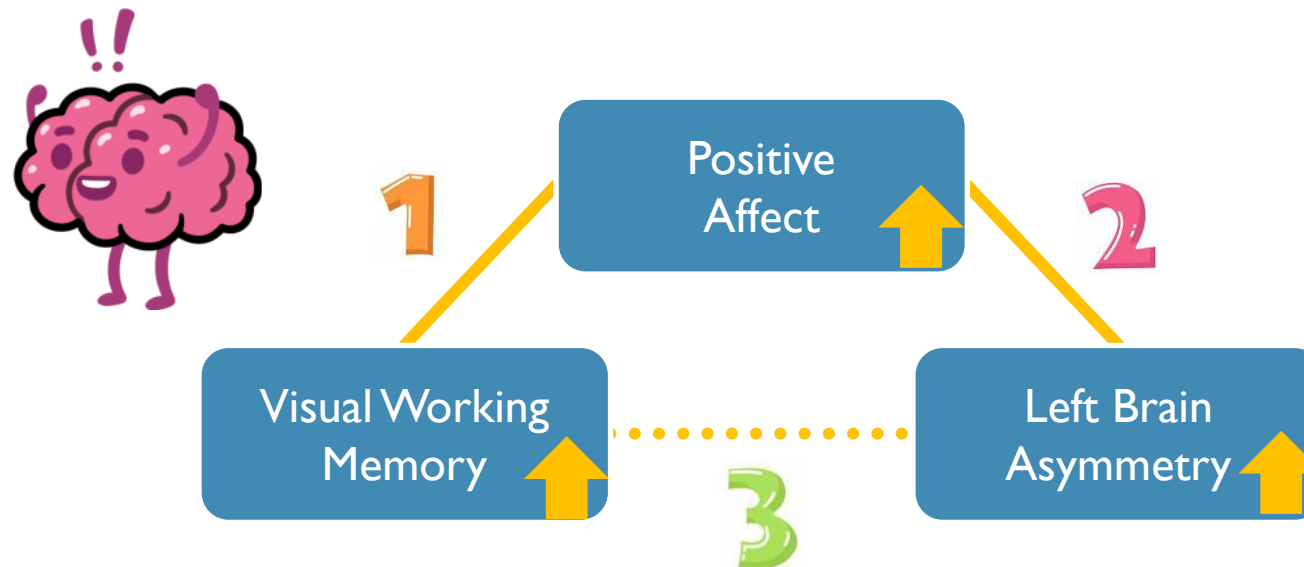 !!
Positive
Affect
1
2
Visual Working
Memory
Left Brain
Asymmetry
3